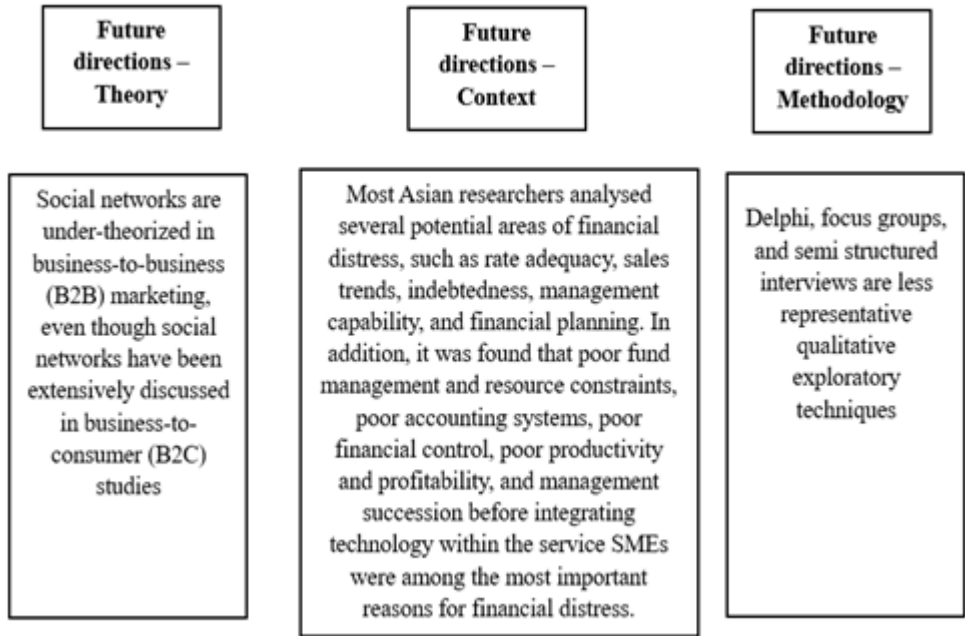 Future
directions –
Theory
Future
directions –
Context
Future
directions –
Methodology
Social networks are
under-theorized in
business-to-business
(B2B) marketing,
even though social
networks have been
extensively discussed
in business-to-
consumer (B2C)
studies
Most Asian researchers analysed
several potential areas of financial
distress, such as rate adequacy, sales
trends, indebtedness, management
capability, and financial planning. In
addition, it was found that poor fund
management and resource constraints,
poor accounting systems, poor
financial control, poor productivity
and profitability, and management
succession before integrating
technology within the service SMEs
were among the most important
reasons for financial distress.
Delphi, focus groups,
and semi structured
interviews are less
representative
qualitative
exploratory
techniques